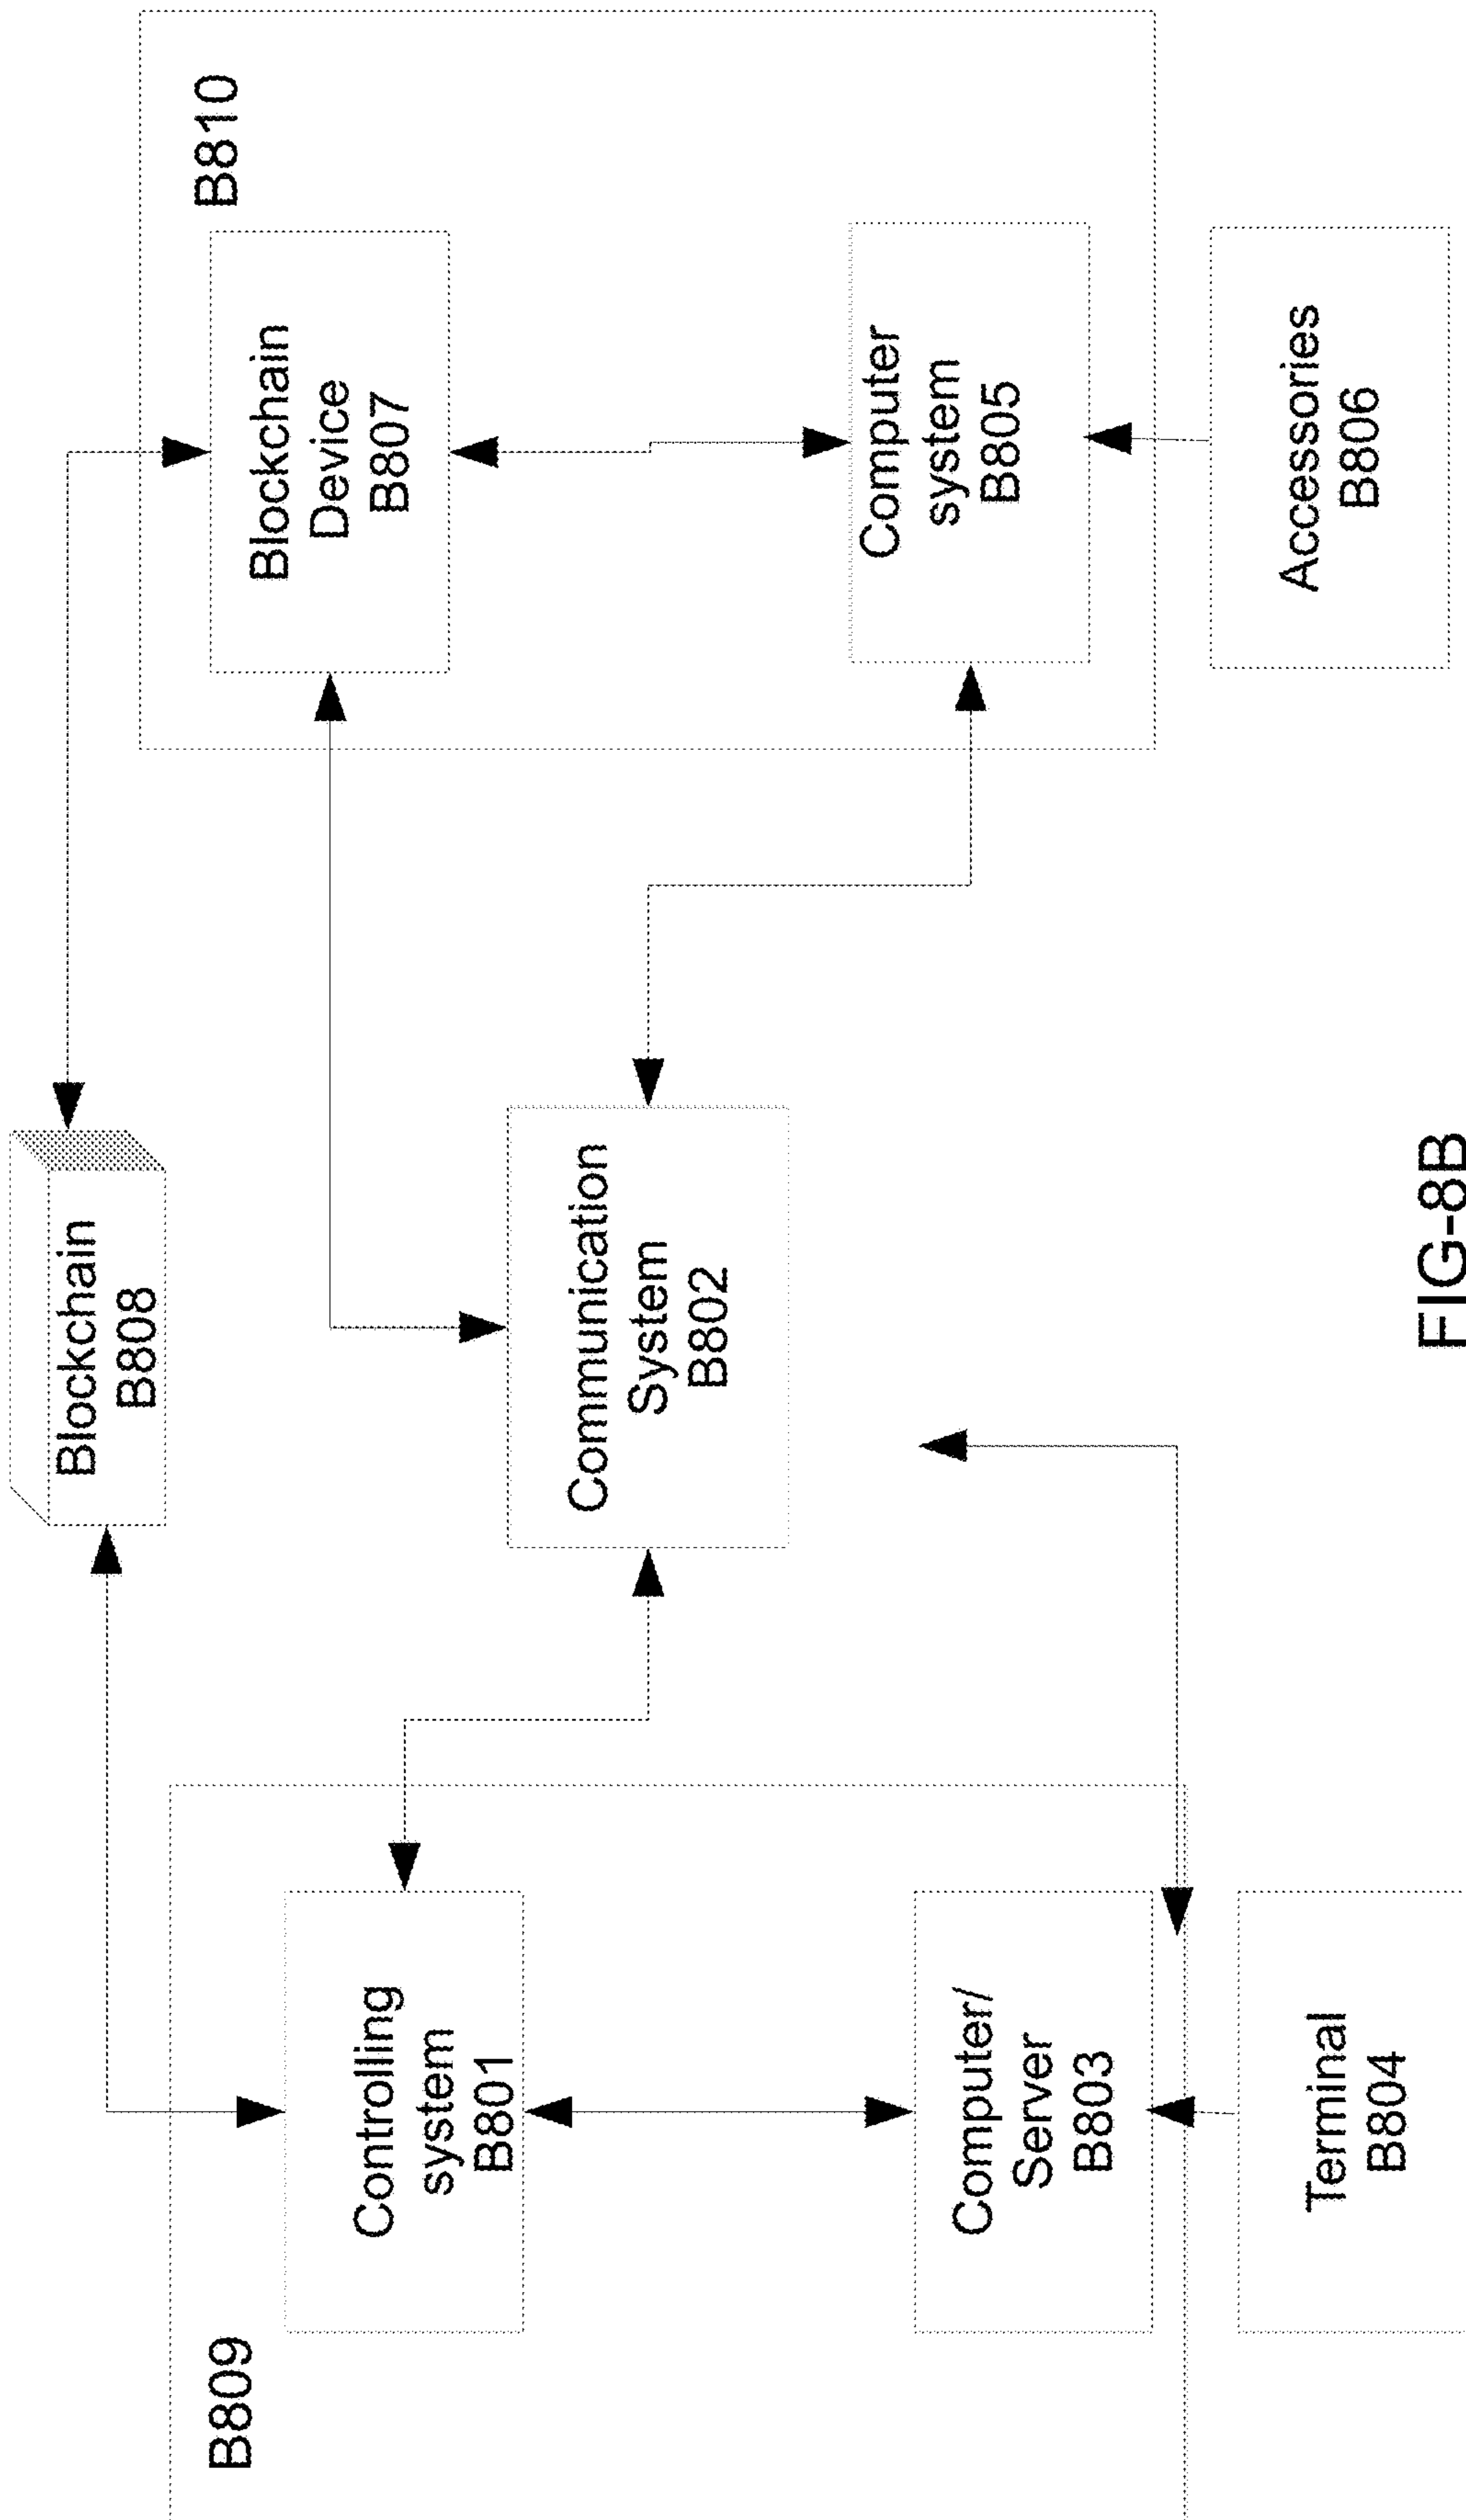 Blockchain
B808
B809
B810
Controlling
system
B801
Communication
System
B802
Blockchain
Device
B807
Computer/
Server
B803
Computer
system
B805
Terminal
B804
Accessories
B806
FIG-8B